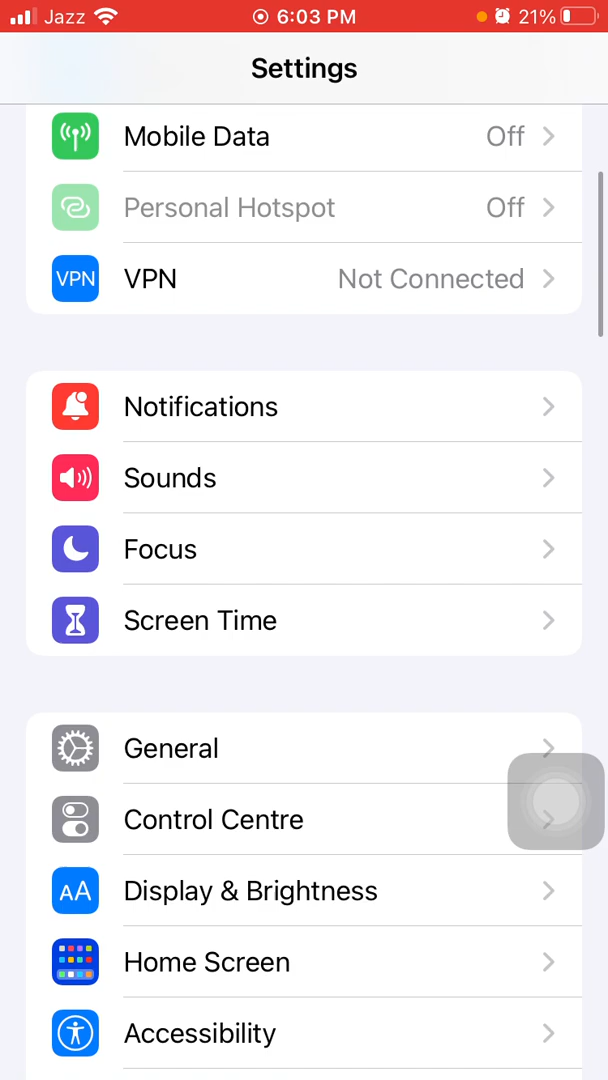 Jazz 6:03 PM 21%
Settings
Mobile Data Off
Personal Hotspot Off
VPN VPN Not Connected
Notifications
Sounds
Focus
Screen Time
General
Control Centre
AA Display & Brightness
Home Screen
Accessibility